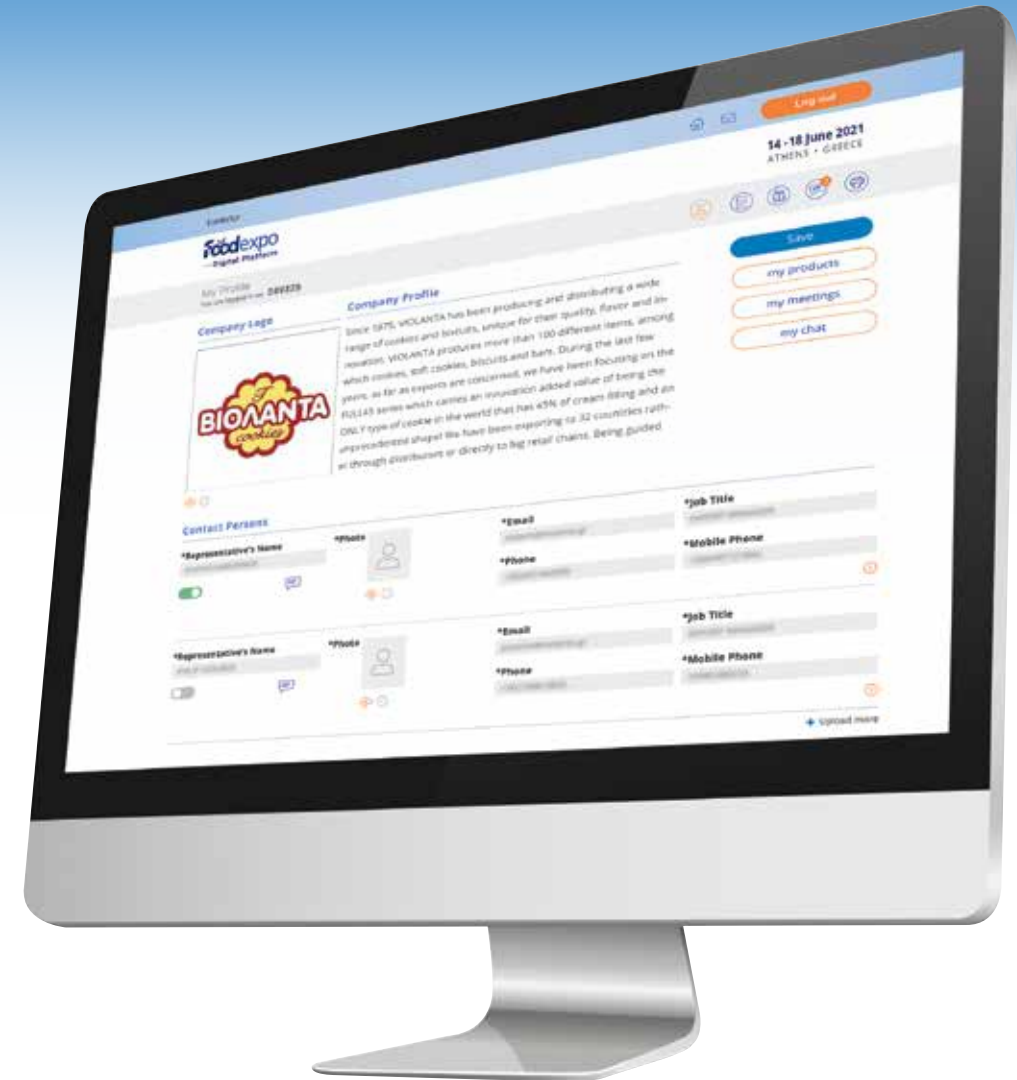 Log out
14 -18 June 2021
ATHENS • GREECE
Exhibitor
Foodexpo
Digital Platform
My Profile
Save
my products
my meetings
my chat
Company Logo
Company Profile
ΒΙΟΛΑΝΤΑ
cookies
Since 1975, VIOLANTA has been producing and distributing a wide
range of cookies and biscuits, unique for their quality, flavor and in-
novation. VIOLANTA produces more than 100 different items, among
which cookies, soft cookies, biscuits and bars. During the last few
years, as far as exports are concerned, we have been focusing on the
FULL45 series which carries an innovation added value of being the
ONLY type of cookie in the world that has 45% of cream filling and an
unprecedented shape! We have been exporting to 32 countries
through distributors or directly to big retail chains. Being guided
Contact Persons
*Representative's Name
*Photo
*Email
*Job Title
*Phone
*Mobile Phone
*Representative's Name
*Photo
*Email
*Job Title
*Phone
*Mobile Phone
+ Upload more